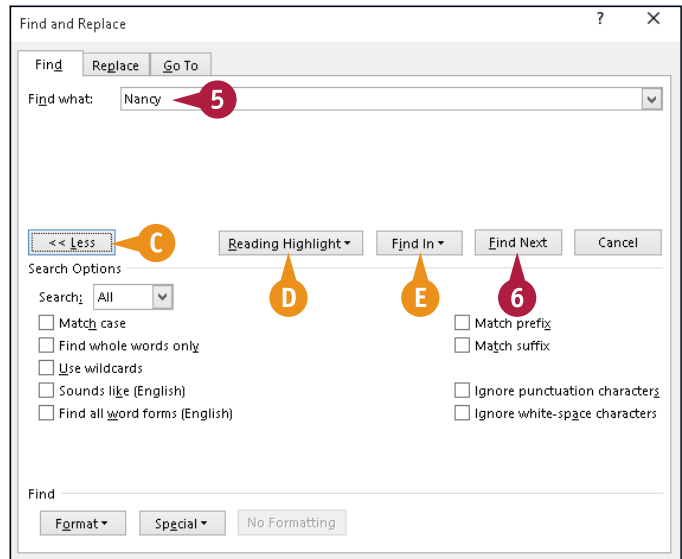 Find and Replace ? X
Find Replace Go To
Find what: Nancy 5
<< Less C Reading Highlight Find In Find Next Cancel
Search Options D E 6
Search: All
Match case Match prefix
Find whole words only Match suffix
Use wildcards
Sounds like (English) Ignore punctuation characters
Find all word forms (English) Ignore white-space characters
Find
Format Special No Formatting